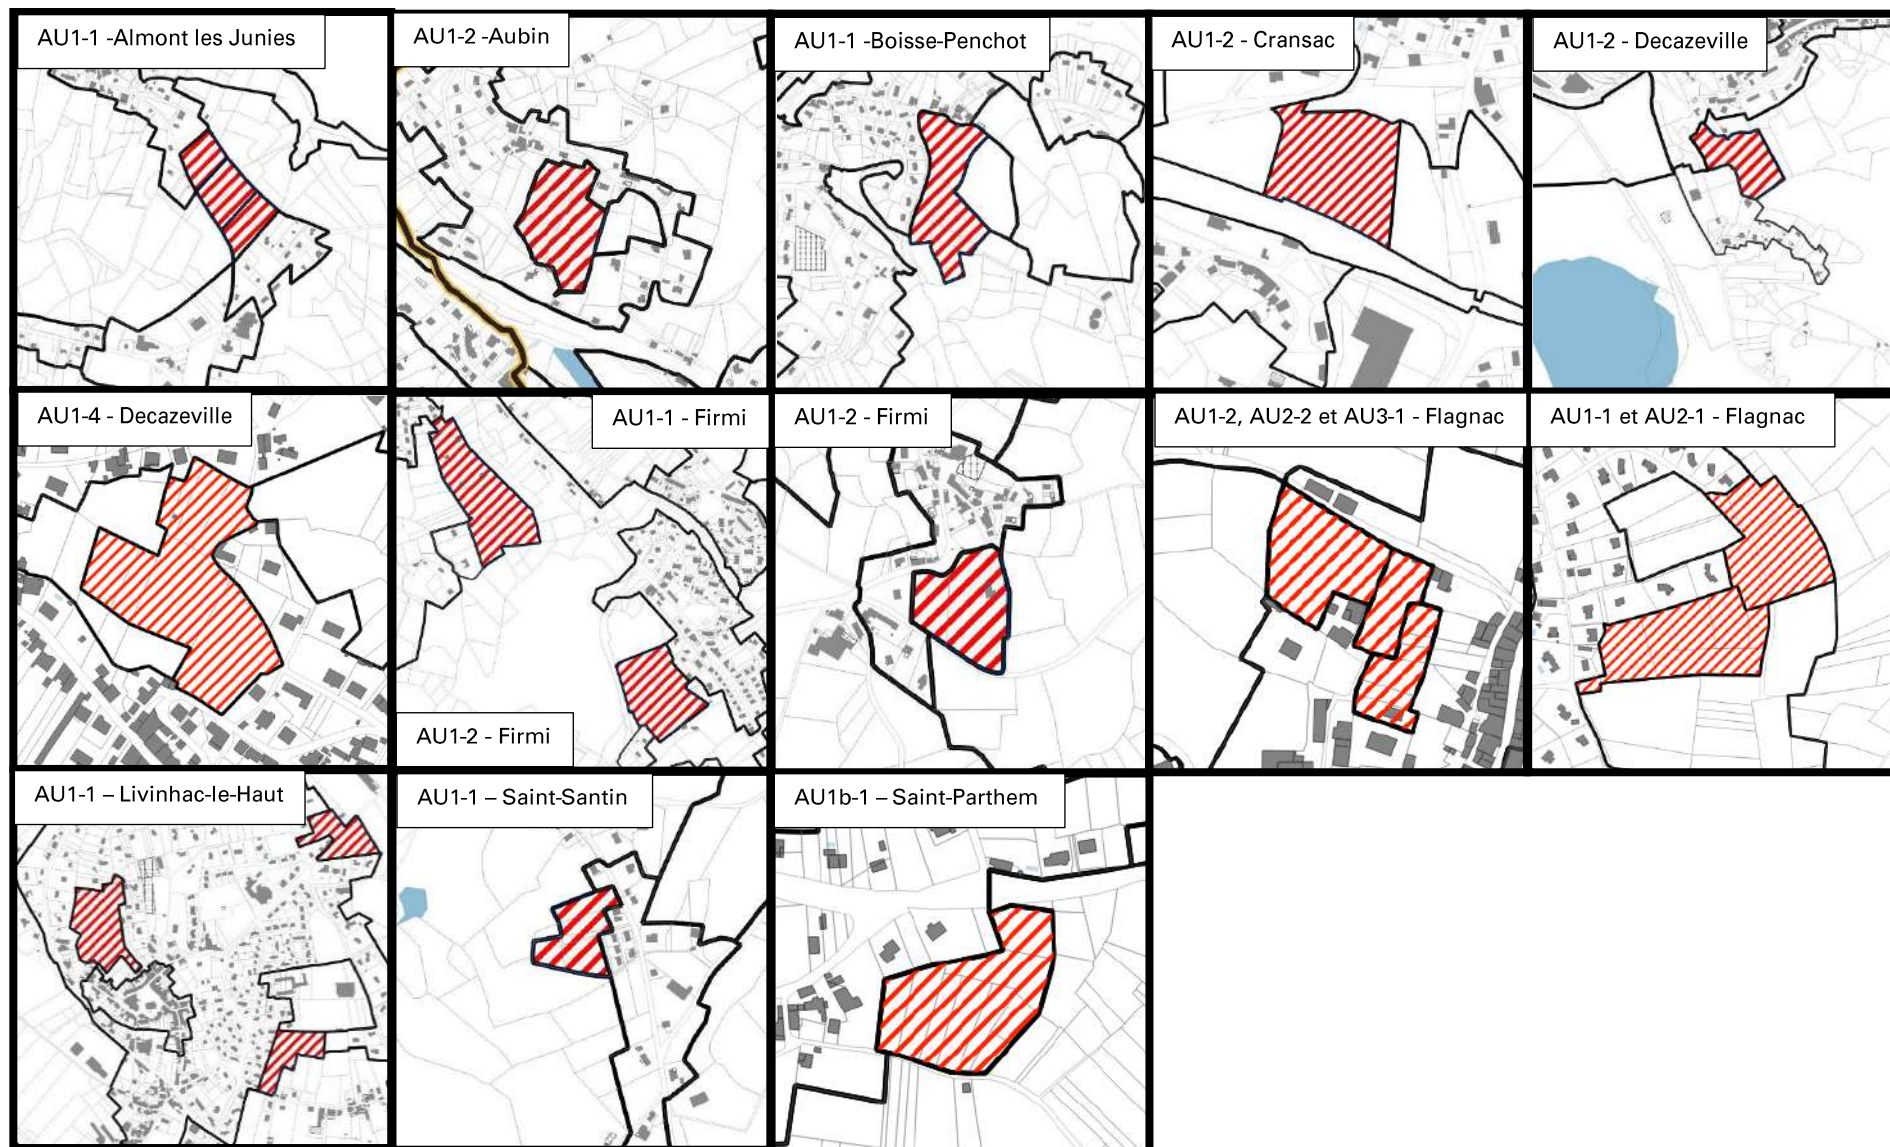 AU1-1 -Almont les Junies
AU1-2 -Aubin
AU1-1 -Boisse-Penchot
AU1-2 - Cransac
AU1-2 - Decazeville
AU1-4 - Decazeville
AU1-1 - Firmi
AU1-2 - Firmi
AU1-2 - Firmi
AU1-2, AU2-2 et AU3-1 - Flagnac
AU1-1 et AU2-1 - Flagnac
AU1-1 – Livinhac-le-Haut
AU1-1 – Saint-Santin
AU1b-1 – Saint-Parthem